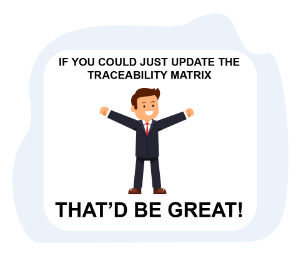 IF YOU COULD JUST UPDATE THE
TRACEABILITY MATRIX
THAT'D BE GREAT!